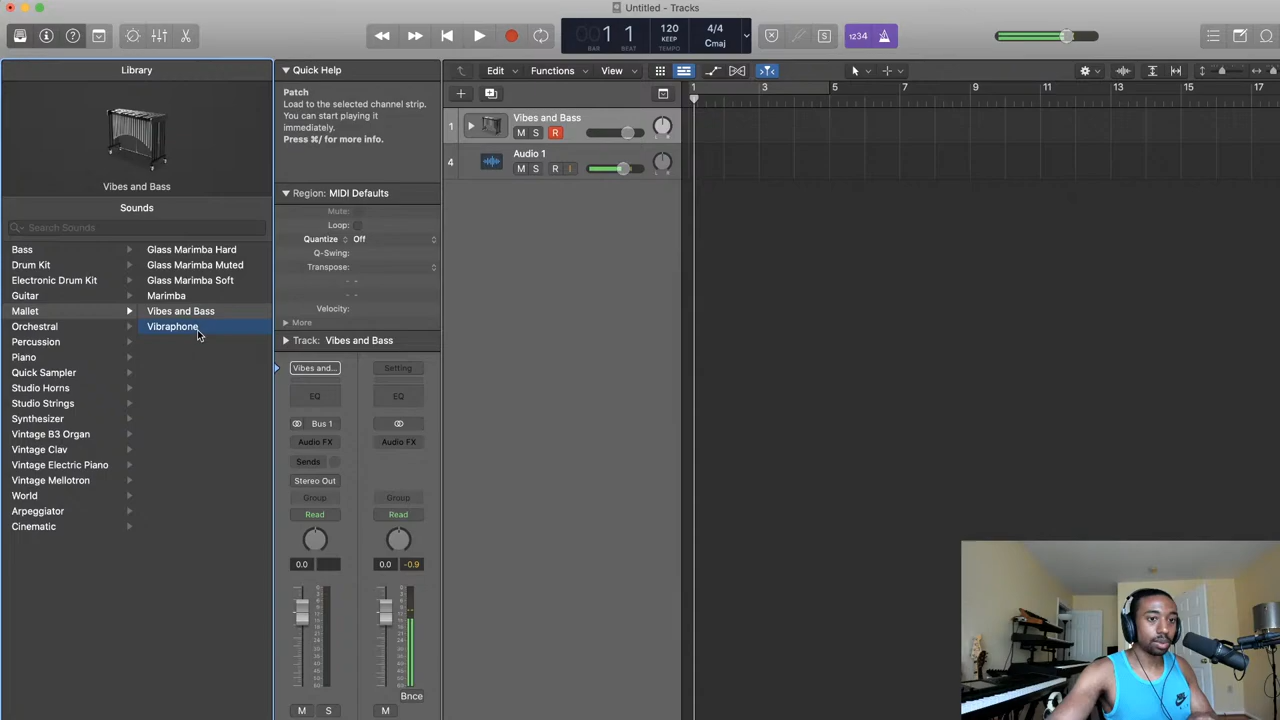 Untitled - Tracks
001 1
BAR BEAT
120
KEEP
TEMPO
4/4
Cmaj
1234
Library
Vibes and Bass
Sounds
Search Sounds
Bass
Drum Kit
Electronic Drum Kit
Guitar
Mallet
Orchestral
Percussion
Piano
Quick Sampler
Studio Horns
Studio Strings
Synthesizer
Vintage B3 Organ
Vintage Clav
Vintage Electric Piano
Vintage Mellotron
World
Arpeggiator
Cinematic
Glass Marimba Hard
Glass Marimba Muted
Glass Marimba Soft
Marimba
Vibes and Bass
Vibraphone
Quick Help
Patch
Load to the selected channel strip.
You can start playing it
immediately.
Press ⌘/ for more info.
Region: MIDI Defaults
Mute:
Loop:
Quantize Off
Q-Swing:
Transpose:
- -
- -
Velocity:
More
Track: Vibes and Bass
Vibes and... Setting
EQ EQ
Bus 1
Audio FX Audio FX
Sends
Stereo Out
Group Group
Read Read
0.0 0.0 -0.9
Bnce
M S M
Edit Functions View
1 3 5 7 9 11 13 15 17
1 Vibes and Bass
M S R
L R
4 Audio 1
M S R I
L R